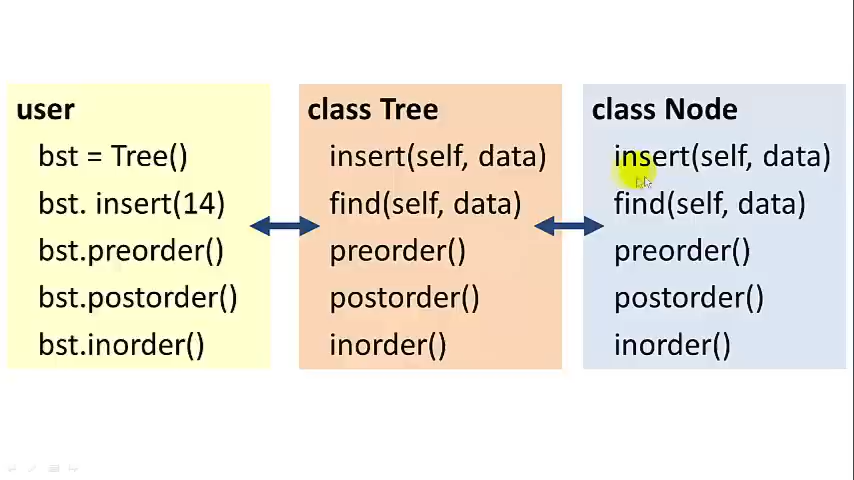 user
bst = Tree()
bst. insert(14)
bst.preorder()
bst.postorder()
bst.inorder()
class Tree
insert(self, data)
find(self, data)
preorder()
postorder()
inorder()
class Node
insert(self, data)
find(self, data)
preorder()
postorder()
inorder()